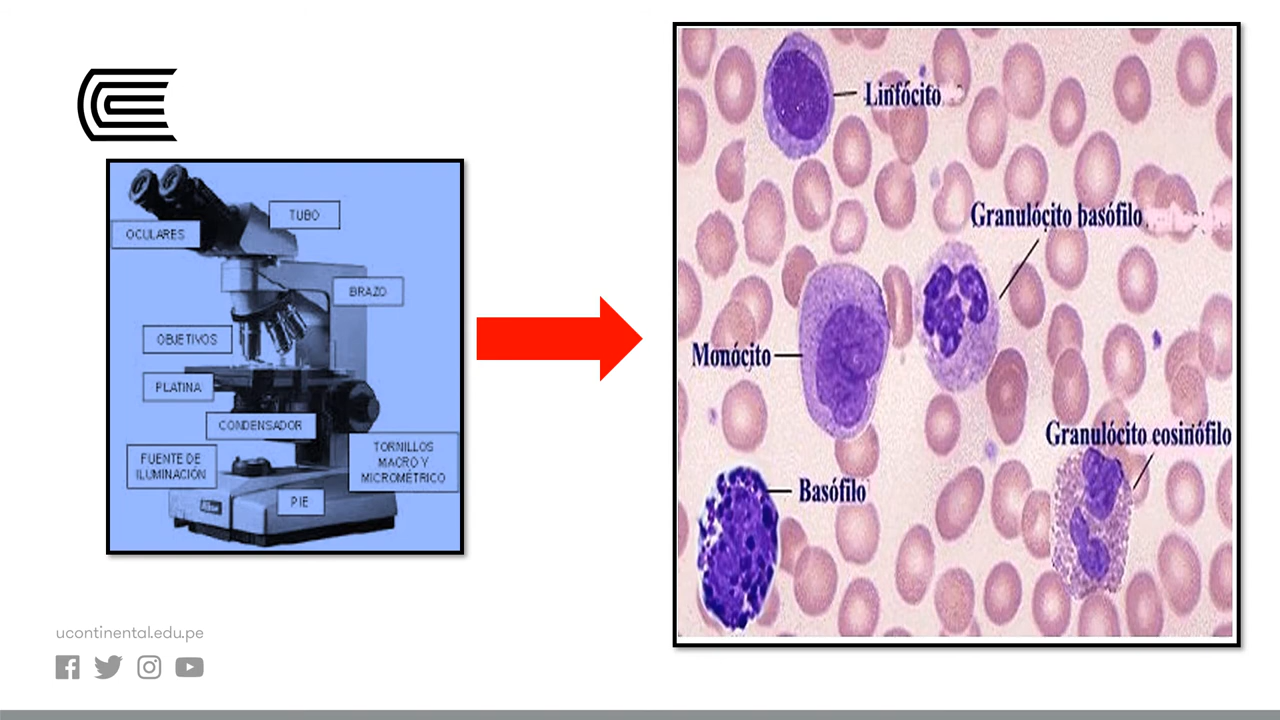 TUBO
OCULARES
BRAZO
OBJETIVOS
PLATINA
CONDENSADOR
FUENTE DE
ILUMINACIÓN
TORNILLOS
MACRO Y
MICROMÉTRICO
PIE
Linfócito
Granulócito basófilo
Monócito
Granulócito eosinófilo
Basófilo
ucontinental.edu.pe